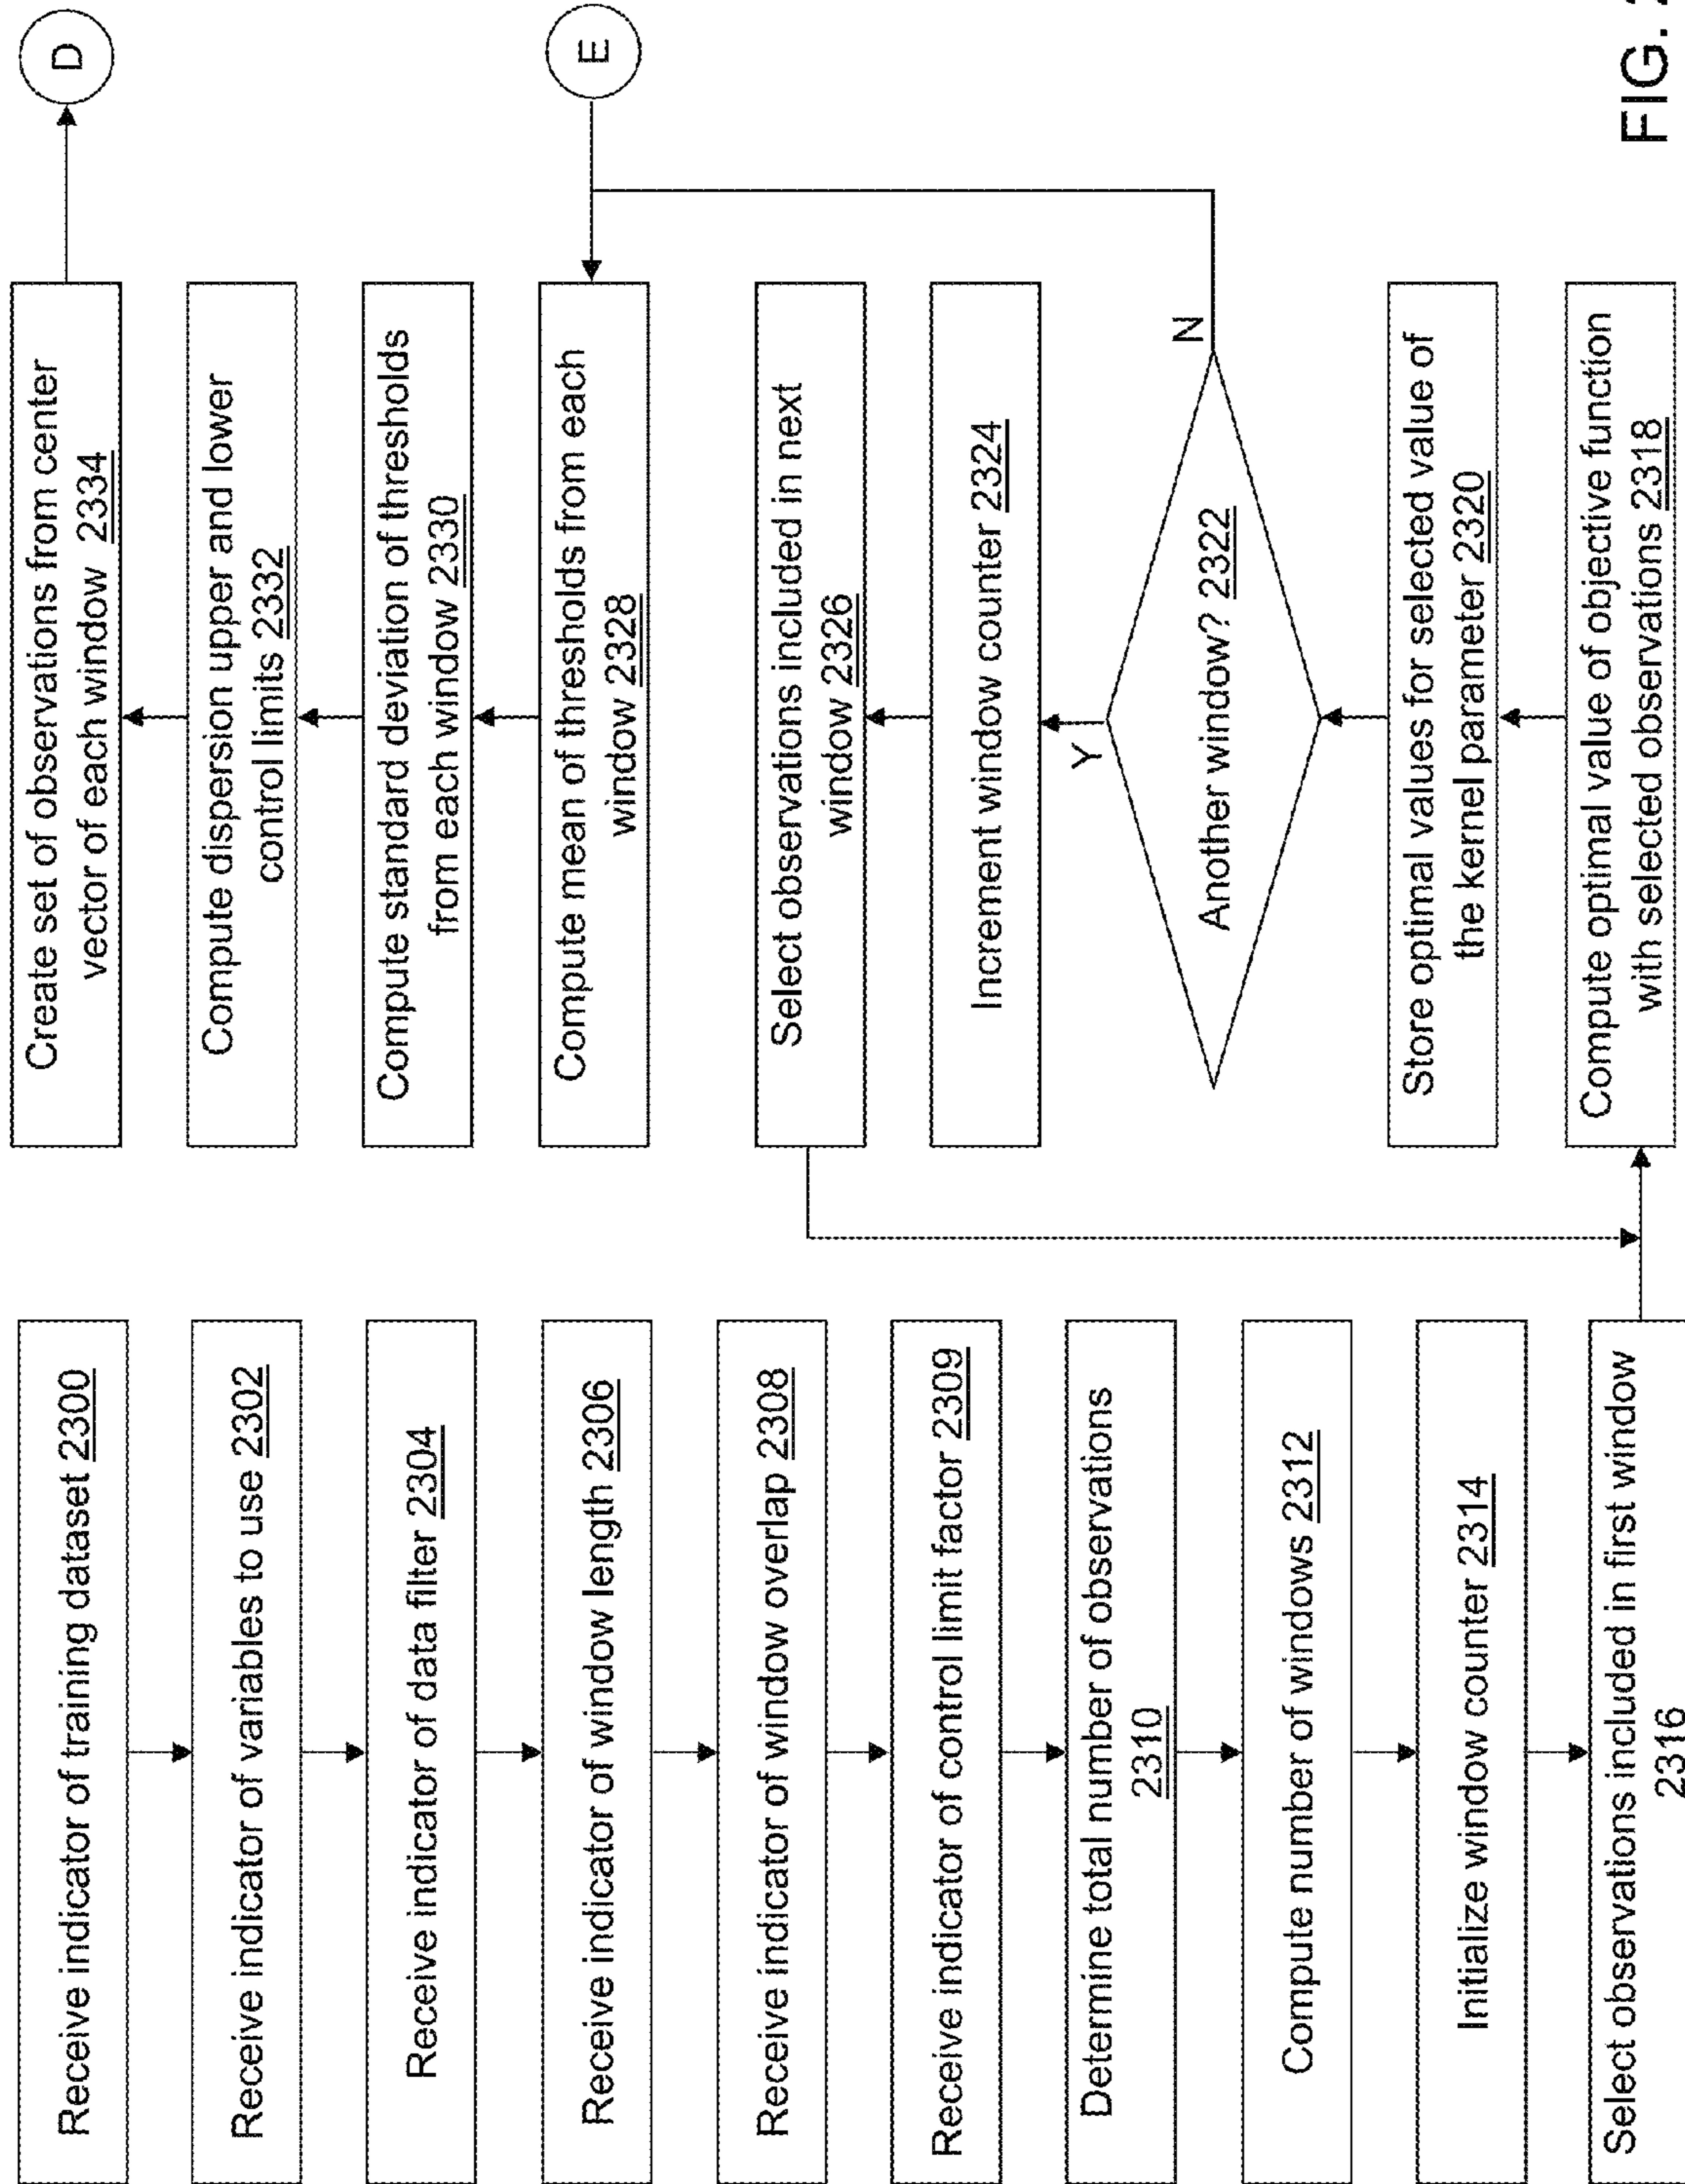 Receive indicator of training dataset 2300
Receive indicator of variables to use 2302
Receive indicator of data filter 2304
Receive indicator of window length 2306
Receive indicator of window overlap 2308
Receive indicator of control limit factor 2309
Determine total number of observations
2310
Compute number of windows 2312
Initialize window counter 2314
Select observations included in first window
2316
Create set of observations from center
vector of each window 2334
Compute dispersion upper and lower
control limits 2332
Compute standard deviation of thresholds
from each window 2330
Compute mean of thresholds from each
window 2328
Select observations included in next
window 2326
Increment window counter 2324
Y
N
Another window? 2322
Store optimal values for selected value of
the kernel parameter 2320
Compute optimal value of objective function
with selected observations 2318
D
E
FIG.